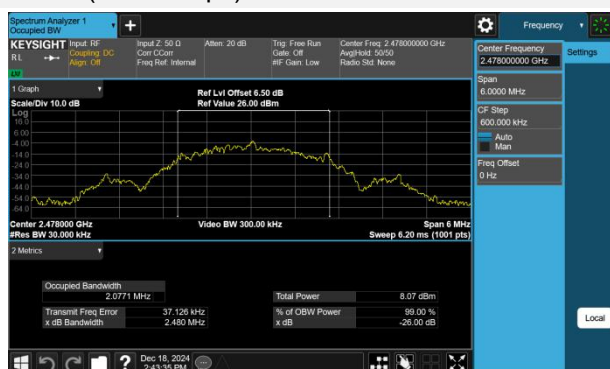 Spectrum Analyzer 1
Occupied BW
Frequency
KEYSIGHT
Input: RF
Input Z: 50 Ω
Atten: 20 dB
Trig: Free Run
Center Freq: 2.478000000 GHz
RL
Coupling: DC
Corr CCorr
Gate: Off
Avg|Hold: 50/50
Align: Off
Freq Ref: Internal
#IF Gain: Low
Radio Std: None
LW
Center Frequency
2.478000000 GHz
Settings
Span
6.0000 MHz
CF Step
600.000 kHz
Auto
Man
Freq Offset
0 Hz
Local
1 Graph
Ref Lvl Offset 6.50 dB
Scale/Div 10.0 dB
Ref Value 26.00 dBm
Log
16.0
6.00
-4.00
-14.0
-24.0
-34.0
-44.0
-54.0
-64.0
Center 2.478000 GHz
Video BW 300.00 kHz
Span 6 MHz
#Res BW 30.000 kHz
Sweep 6.20 ms (1001 pts)
2 Metrics
Occupied Bandwidth
2.0771 MHz
Total Power
8.07 dBm
Transmit Freq Error
37.126 kHz
% of OBW Power
99.00 %
x dB Bandwidth
2.480 MHz
x dB
-26.00 dB
?
Dec 18, 2024
2:43:35 PM